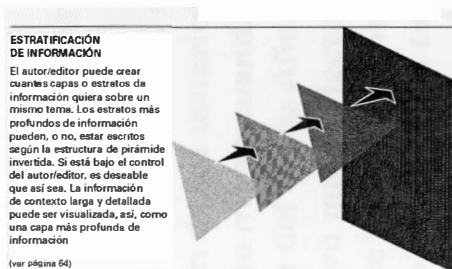 ESTRATIFICACIÓN
DE INFORMACIÓN
El autor/editor puede crear
cuantas capas o estratos de
información quiera sobre un
mismo tema. Los estratos más
profundos de información
pueden, o no, estar escritos
según la estructura de pirámide
invertida. Si está bajo el control
del autor/editor, es deseable
que así sea. La información
de contexto larga y detallada
puede ser visualizada, así, como
una capa más profunda de
información
(ver página 64)